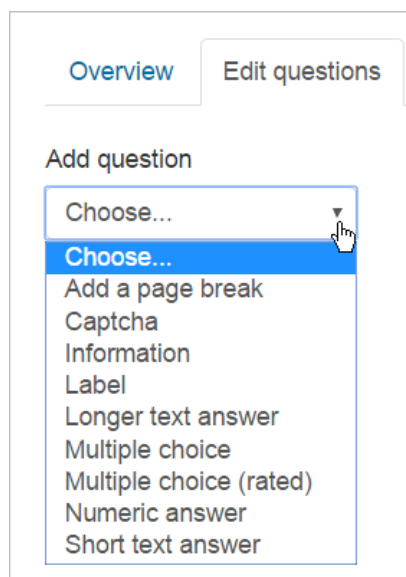 Overview Edit questions
Add question
Choose...
Choose...
Add a page break
Captcha
Information
Label
Longer text answer
Multiple choice
Multiple choice (rated)
Numeric answer
Short text answer